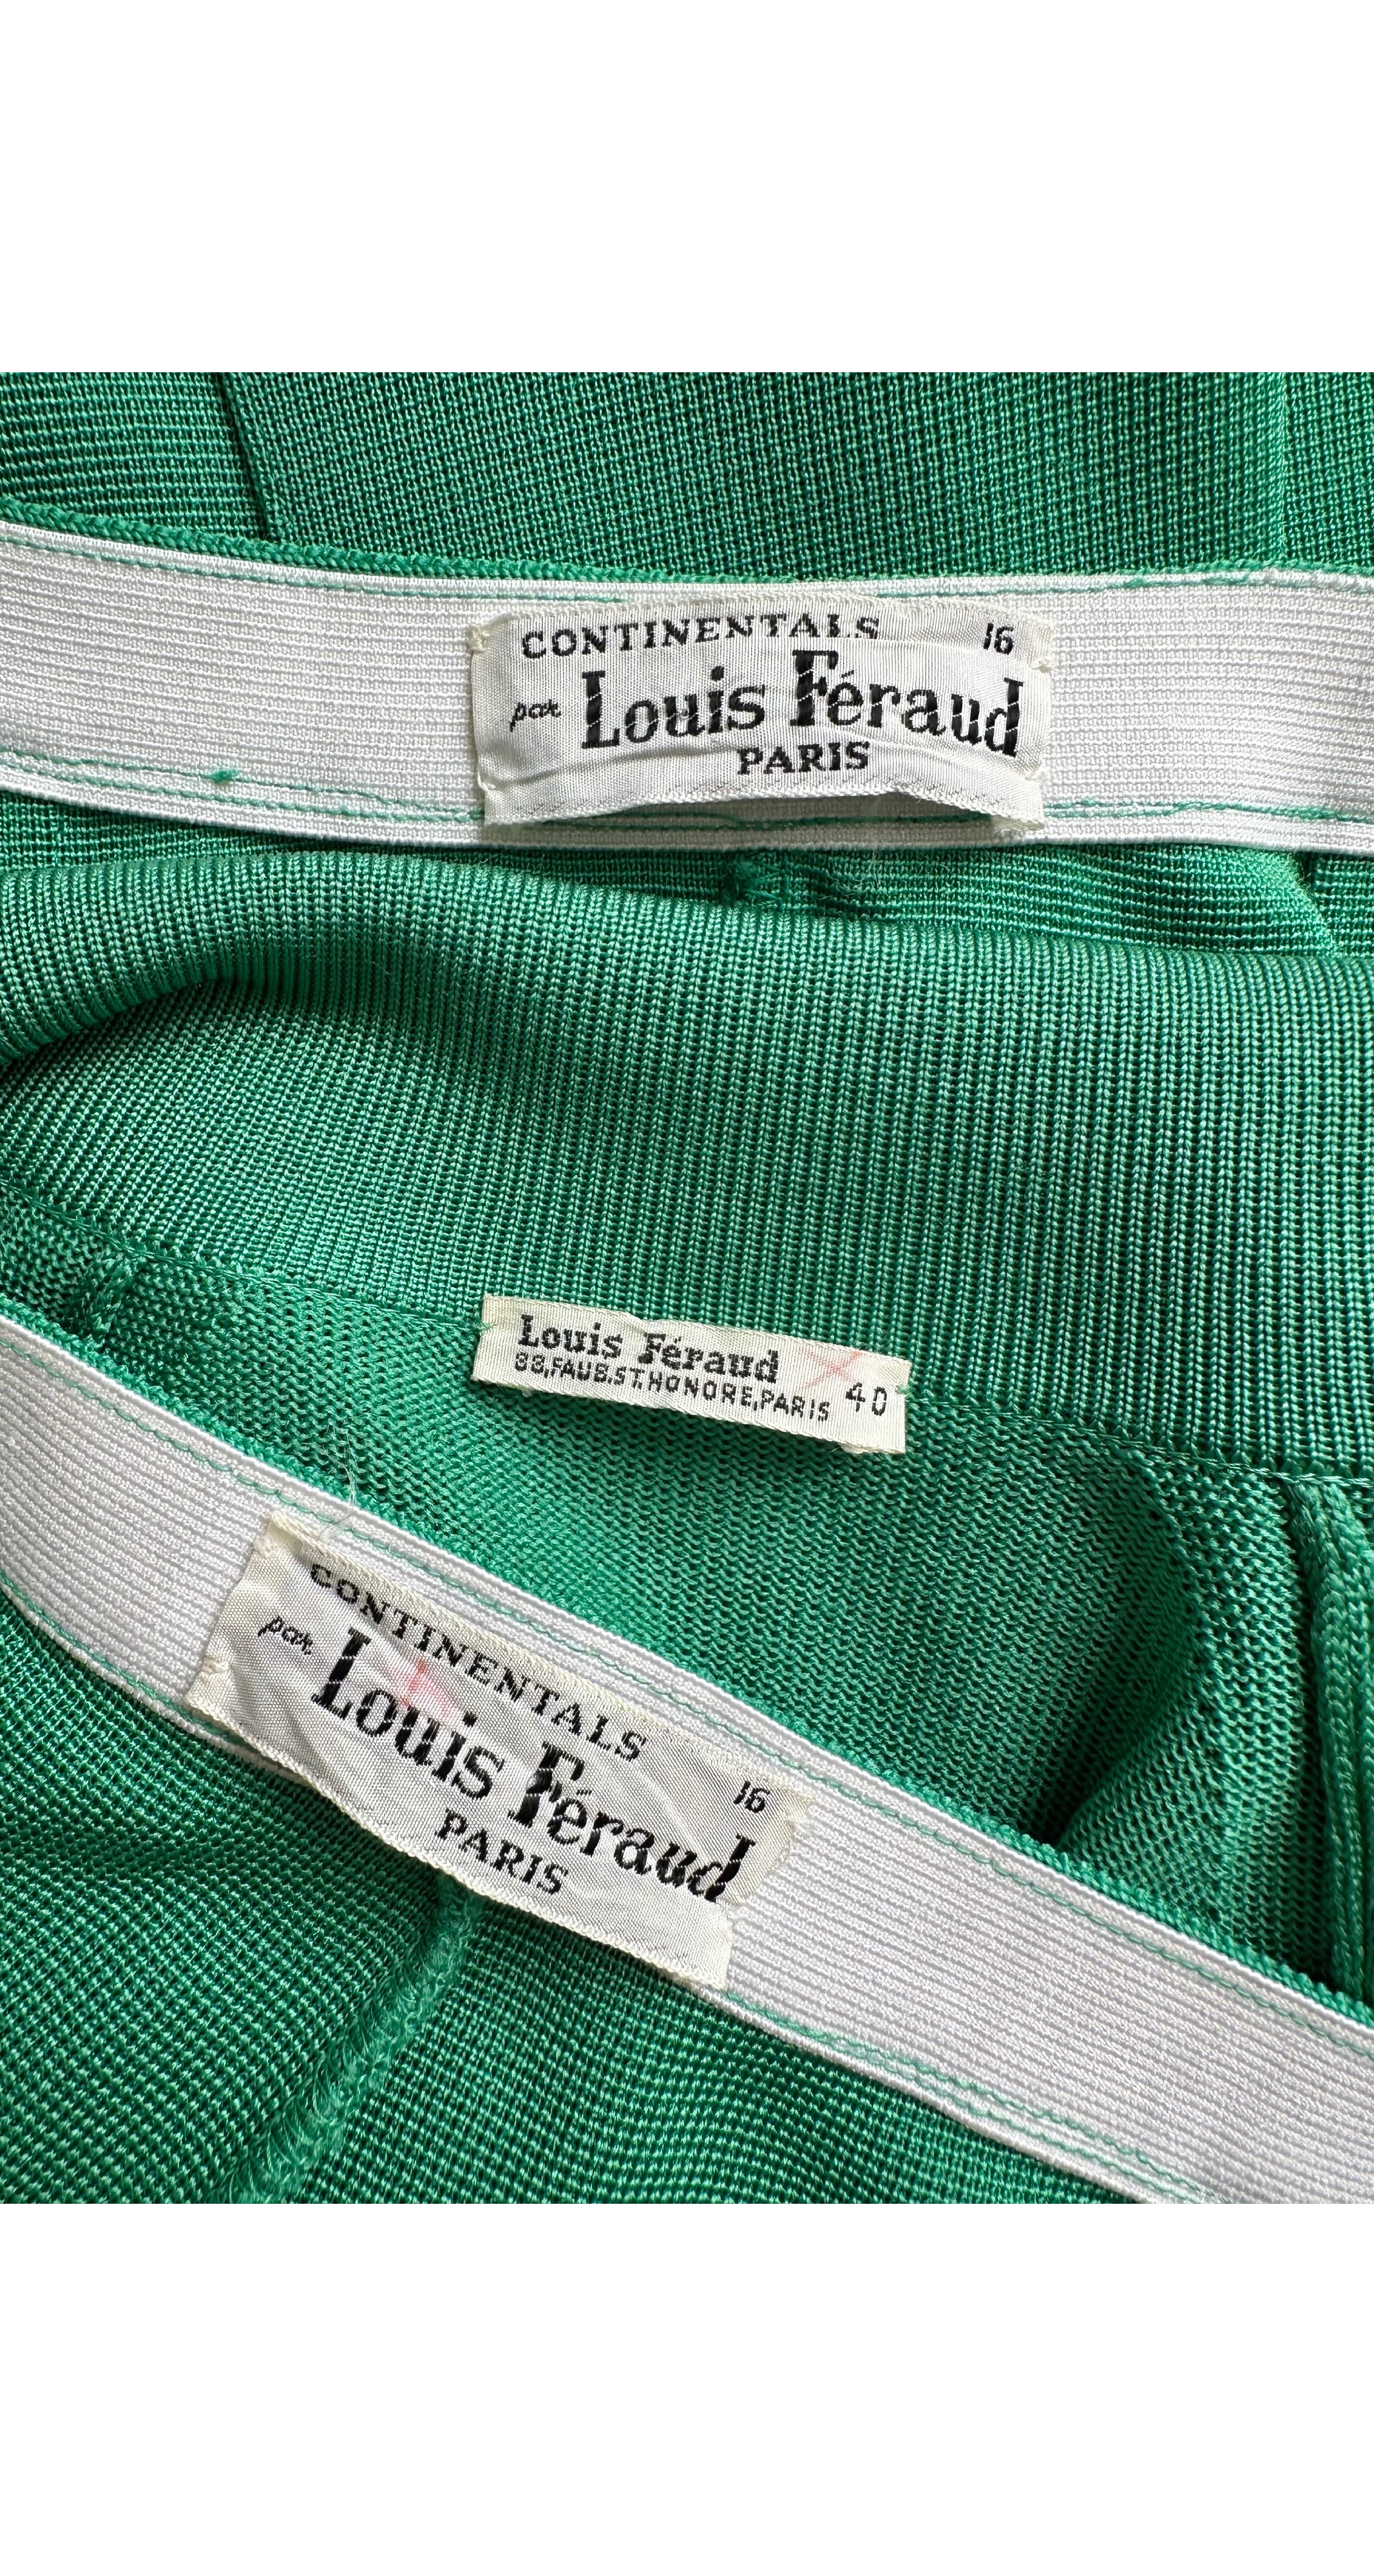 CONTINENTALS 16
par Louis Féraud
PARIS
Louis Féraud
88,FAUB.ST.HONORE,PARIS 40
CONTINENTALS 16
par Louis Féraud
PARIS